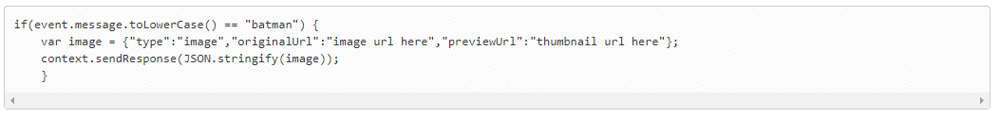 if(event.message.toLowerCase() == "batman") {
    var image = {"type":"image","originalUrl":"image url here","previewUrl":"thumbnail url here"};
    context.sendResponse(JSON.stringify(image));
    }